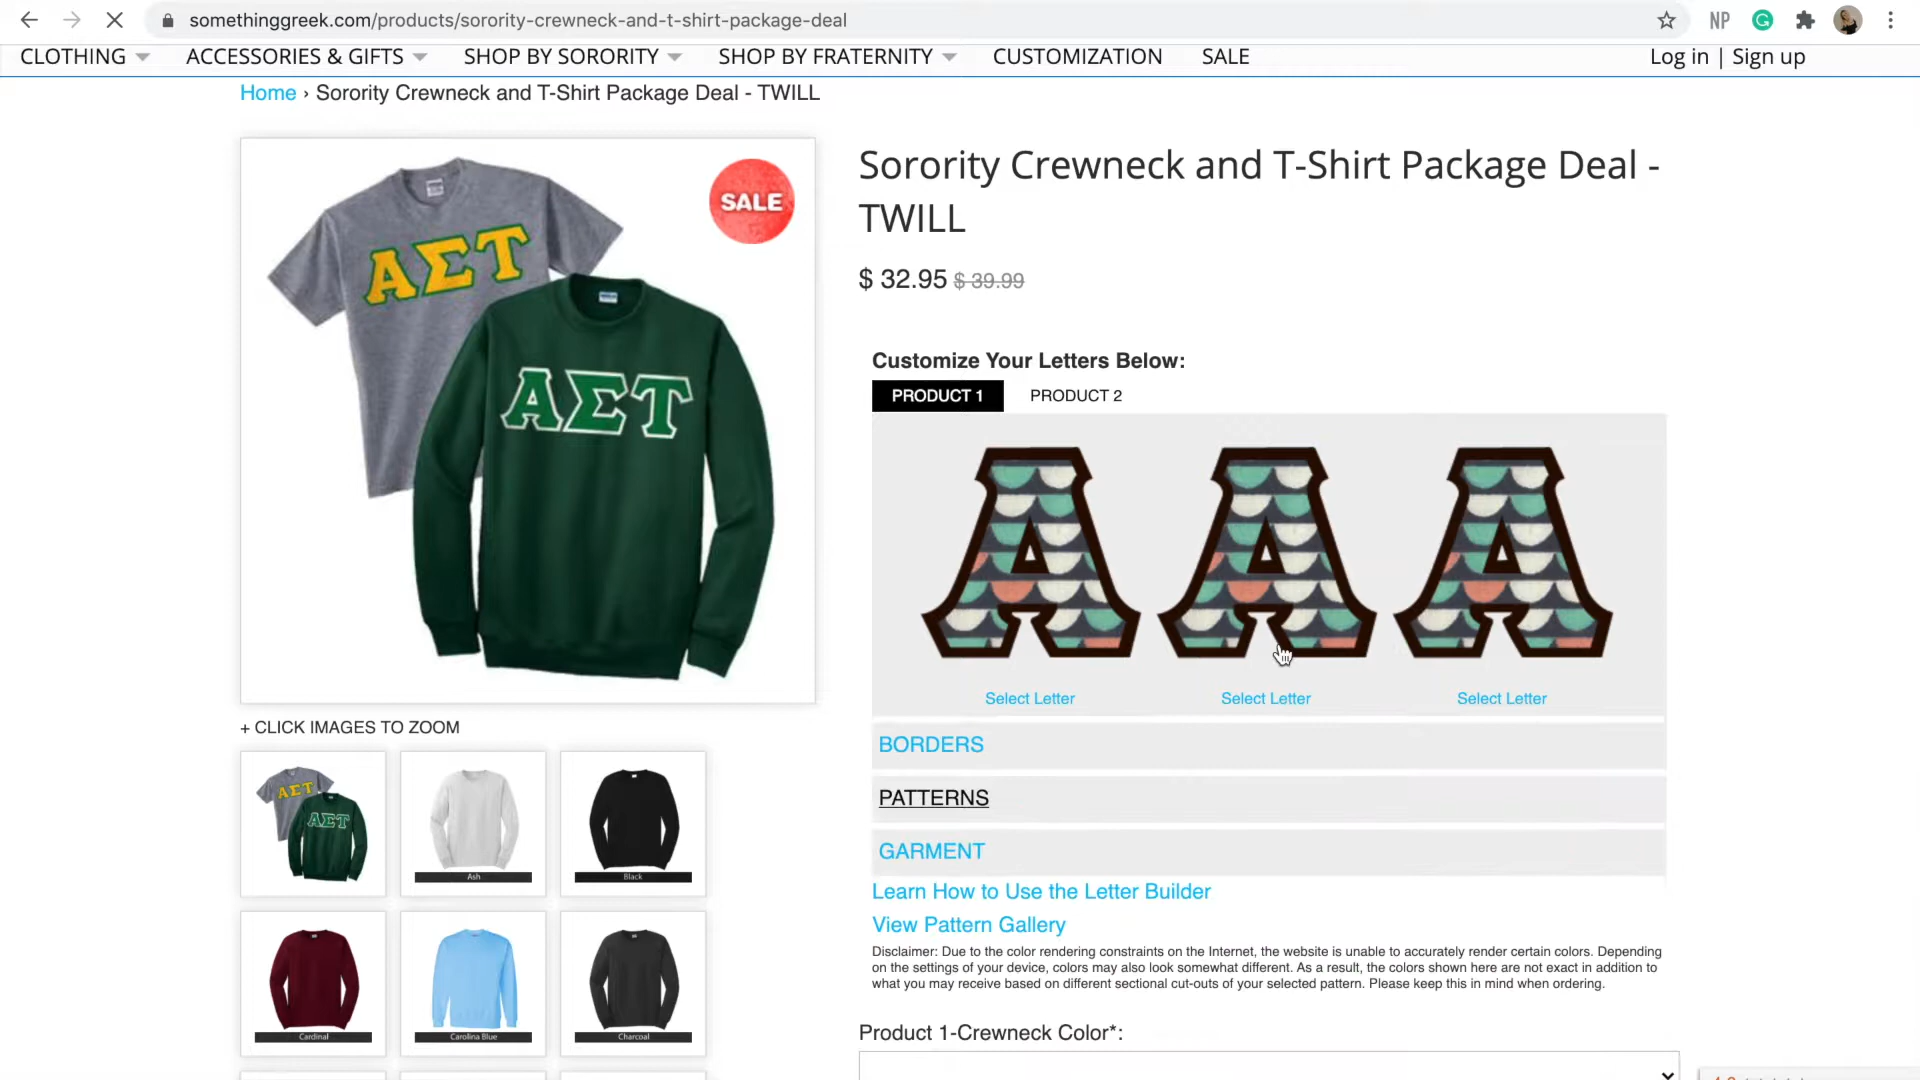 somethinggreek.com/products/sorority-crewneck-and-t-shirt-package-deal
NP
CLOTHING
ACCESSORIES & GIFTS
SHOP BY SORORITY
SHOP BY FRATERNITY
CUSTOMIZATION
SALE
Log in | Sign up
Home › Sorority Crewneck and T-Shirt Package Deal - TWILL
SALE
ΑΣΤ
ΑΣΤ
Sorority Crewneck and T-Shirt Package Deal -
TWILL
$ 32.95 $ 39.99
Customize Your Letters Below:
PRODUCT 1
PRODUCT 2
A A A
Select Letter
Select Letter
Select Letter
BORDERS
PATTERNS
GARMENT
Learn How to Use the Letter Builder
View Pattern Gallery
Disclaimer: Due to the color rendering constraints on the Internet, the website is unable to accurately render certain colors. Depending
on the settings of your device, colors may also look somewhat different. As a result, the colors shown here are not exact in addition to
what you may receive based on different sectional cut-outs of your selected pattern. Please keep this in mind when ordering.
Product 1-Crewneck Color*:
+ CLICK IMAGES TO ZOOM
ΑΣΤ
ΑΣΤ
Ash
Black
Cardinal
Carolina Blue
Charcoal